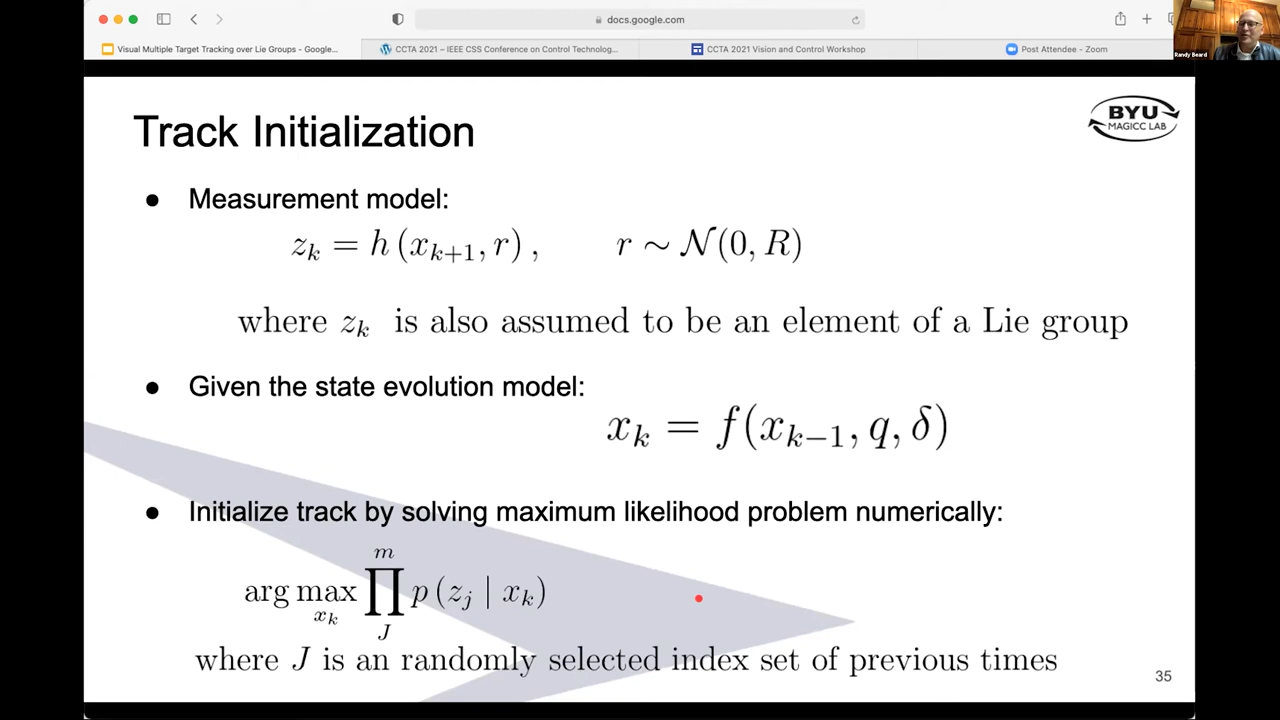 docs.google.com
Visual Multiple Target Tracking over Lie Groups - Google...
CCTA 2021 – IEEE CSS Conference on Control Technolog...
CCTA 2021 Vision and Control Workshop
Post Attendee - Zoom
Randy Beard
Track Initialization
BYU
MAGICC LAB
● Measurement model:
z_k = h (x_{k+1}, r) , r ∼ 𝒩(0, R)
where z_k is also assumed to be an element of a Lie group
● Given the state evolution model:
x_k = f(x_{k−1}, q, δ)
● Initialize track by solving maximum likelihood problem numerically:
arg max_{x_k} ∏_J^m p (z_j | x_k)
where J is an randomly selected index set of previous times
35